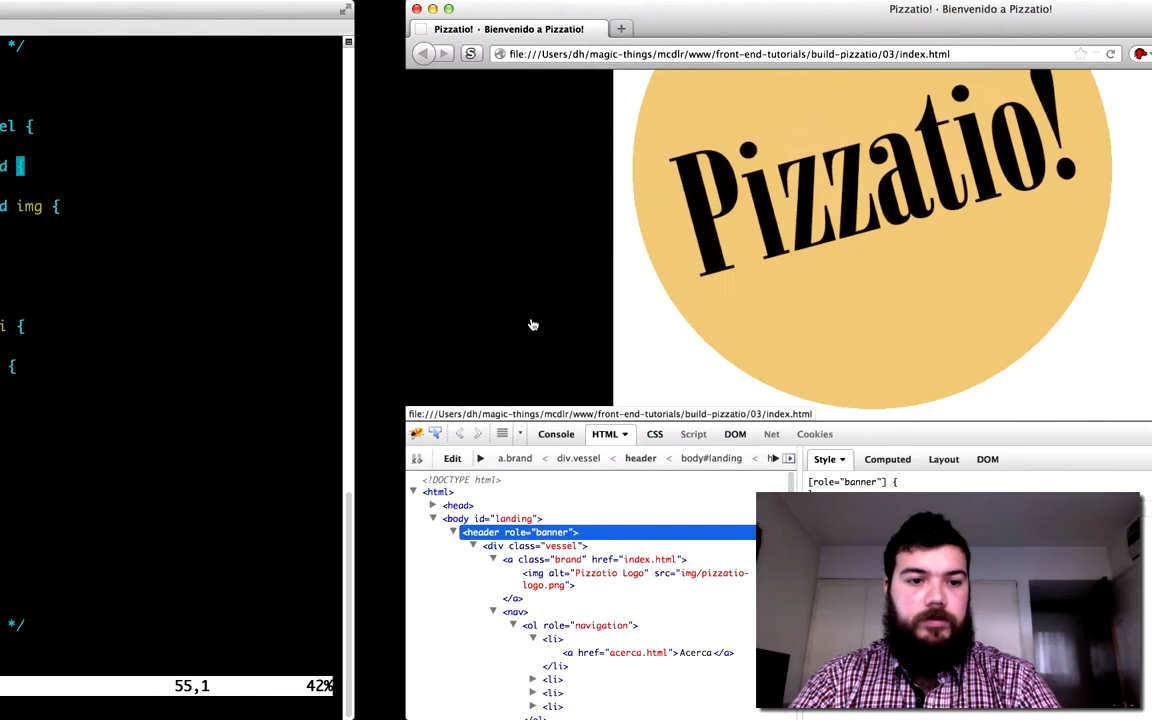 */
el {
d {
d img {
i {
{
*/
55,1 42%
Pizzatio! · Bienvenido a Pizzatio!
Pizzatio! · Bienvenido a Pizzatio!
file:///Users/dh/magic-things/mcdlr/www/front-end-tutorials/build-pizzatio/03/index.html
Pizzatio!
file:///Users/dh/magic-things/mcdlr/www/front-end-tutorials/build-pizzatio/03/index.html
Console HTML CSS Script DOM Net Cookies
Edit a.brand < div.vessel < header < body#landing < h
Style Computed Layout DOM
<!DOCTYPE html>
<html>
<head>
<body id="landing">
<header role="banner">
<div class="vessel">
<a class="brand" href="index.html">
<img alt="Pizzatio Logo" src="img/pizzatio-
logo.png">
</a>
<nav>
<ol role="navigation">
<li>
<a href="acerca.html">Acerca</a>
</li>
<li>
<li>
<li>
[role="banner"] {